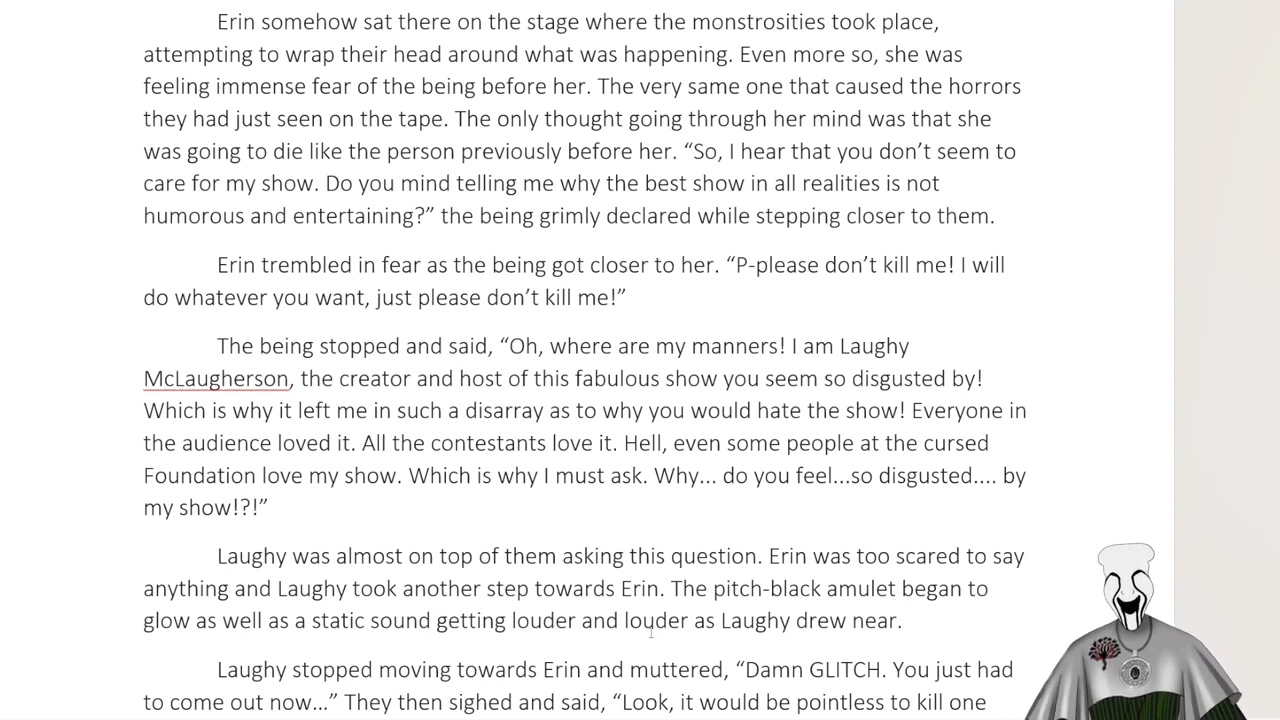 Erin somehow sat there on the stage where the monstrosities took place,
attempting to wrap their head around what was happening. Even more so, she was
feeling immense fear of the being before her. The very same one that caused the horrors
they had just seen on the tape. The only thought going through her mind was that she
was going to die like the person previously before her. “So, I hear that you don’t seem to
care for my show. Do you mind telling me why the best show in all realities is not
humorous and entertaining?” the being grimly declared while stepping closer to them.
Erin trembled in fear as the being got closer to her. “P-please don’t kill me! I will
do whatever you want, just please don’t kill me!”
The being stopped and said, “Oh, where are my manners! I am Laughy
McLaugherson, the creator and host of this fabulous show you seem so disgusted by!
Which is why it left me in such a disarray as to why you would hate the show! Everyone in
the audience loved it. All the contestants love it. Hell, even some people at the cursed
Foundation love my show. Which is why I must ask. Why... do you feel...so disgusted.... by
my show!?!”
Laughy was almost on top of them asking this question. Erin was too scared to say
anything and Laughy took another step towards Erin. The pitch-black amulet began to
glow as well as a static sound getting louder and louder as Laughy drew near.
Laughy stopped moving towards Erin and muttered, “Damn GLITCH. You just had
to come out now...” They then sighed and said, “Look, it would be pointless to kill one